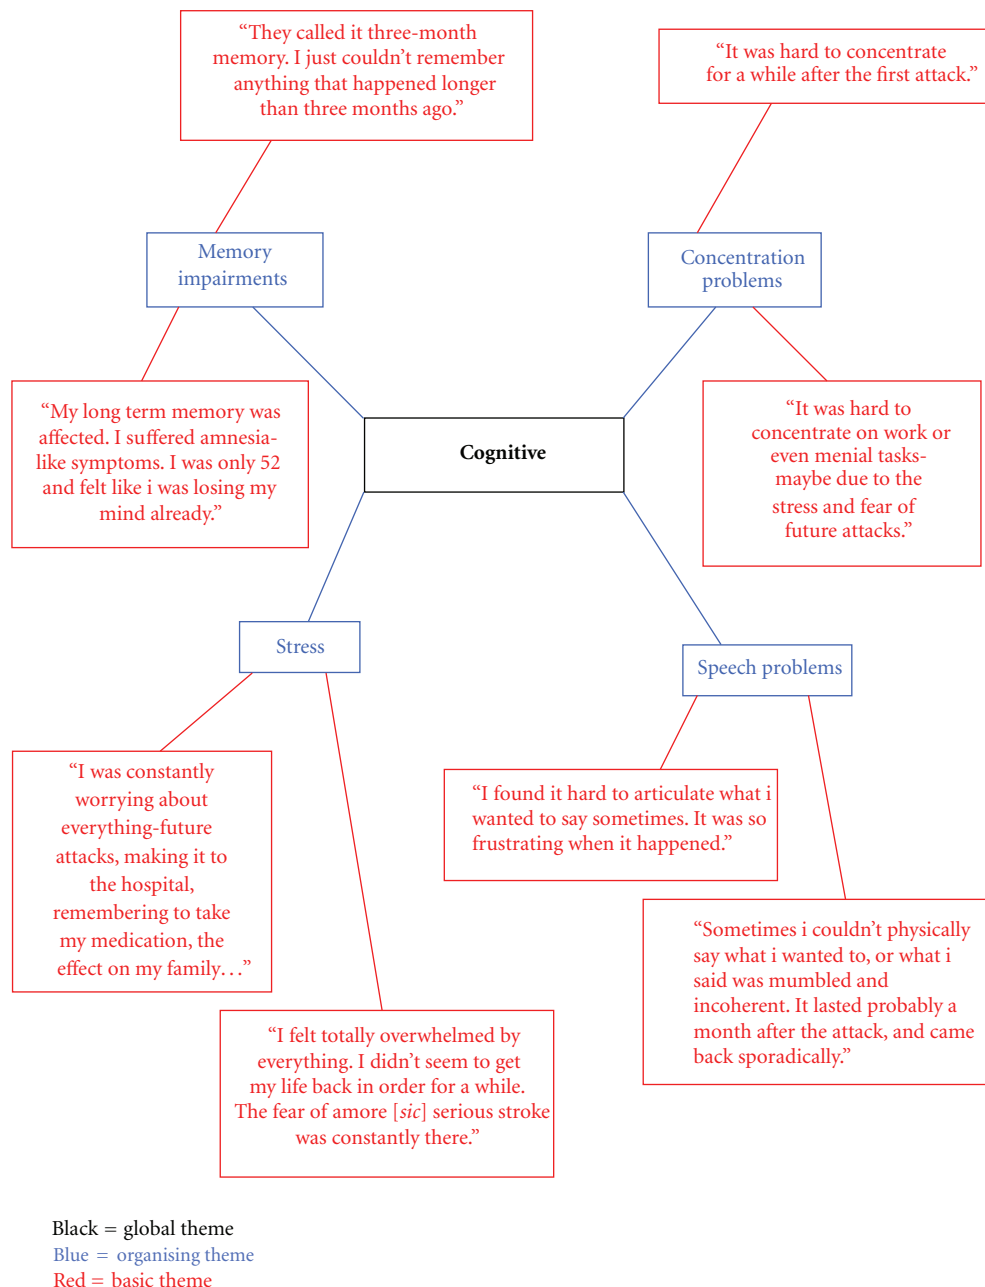 “They called it three-month
memory. I just couldn’t remember
anything that happened longer
than three months ago.”
“It was hard to concentrate
for a while after the first attack.”
Memory
impairments
Concentration
problems
“My long term memory was
affected. I suffered amnesia-
like symptoms. I was only 52
and felt like i was losing my
mind already.”
Cognitive
“It was hard to
concentrate on work or
even menial tasks-
maybe due to the
stress and fear of
future attacks.”
Stress
Speech problems
“I was constantly
worrying about
everything-future
attacks, making it to
the hospital,
remembering to take
my medication, the
effect on my family…”
“I found it hard to articulate what i
wanted to say sometimes. It was so
frustrating when it happened.”
“Sometimes i couldn’t physically
say what i wanted to, or what i
said was mumbled and
incoherent. It lasted probably a
month after the attack, and came
back sporadically.”
“I felt totally overwhelmed by
everything. I didn’t seem to get
my life back in order for a while.
The fear of amore [sic] serious stroke
was constantly there.”
Black = global theme
Blue = organising theme
Red = basic theme